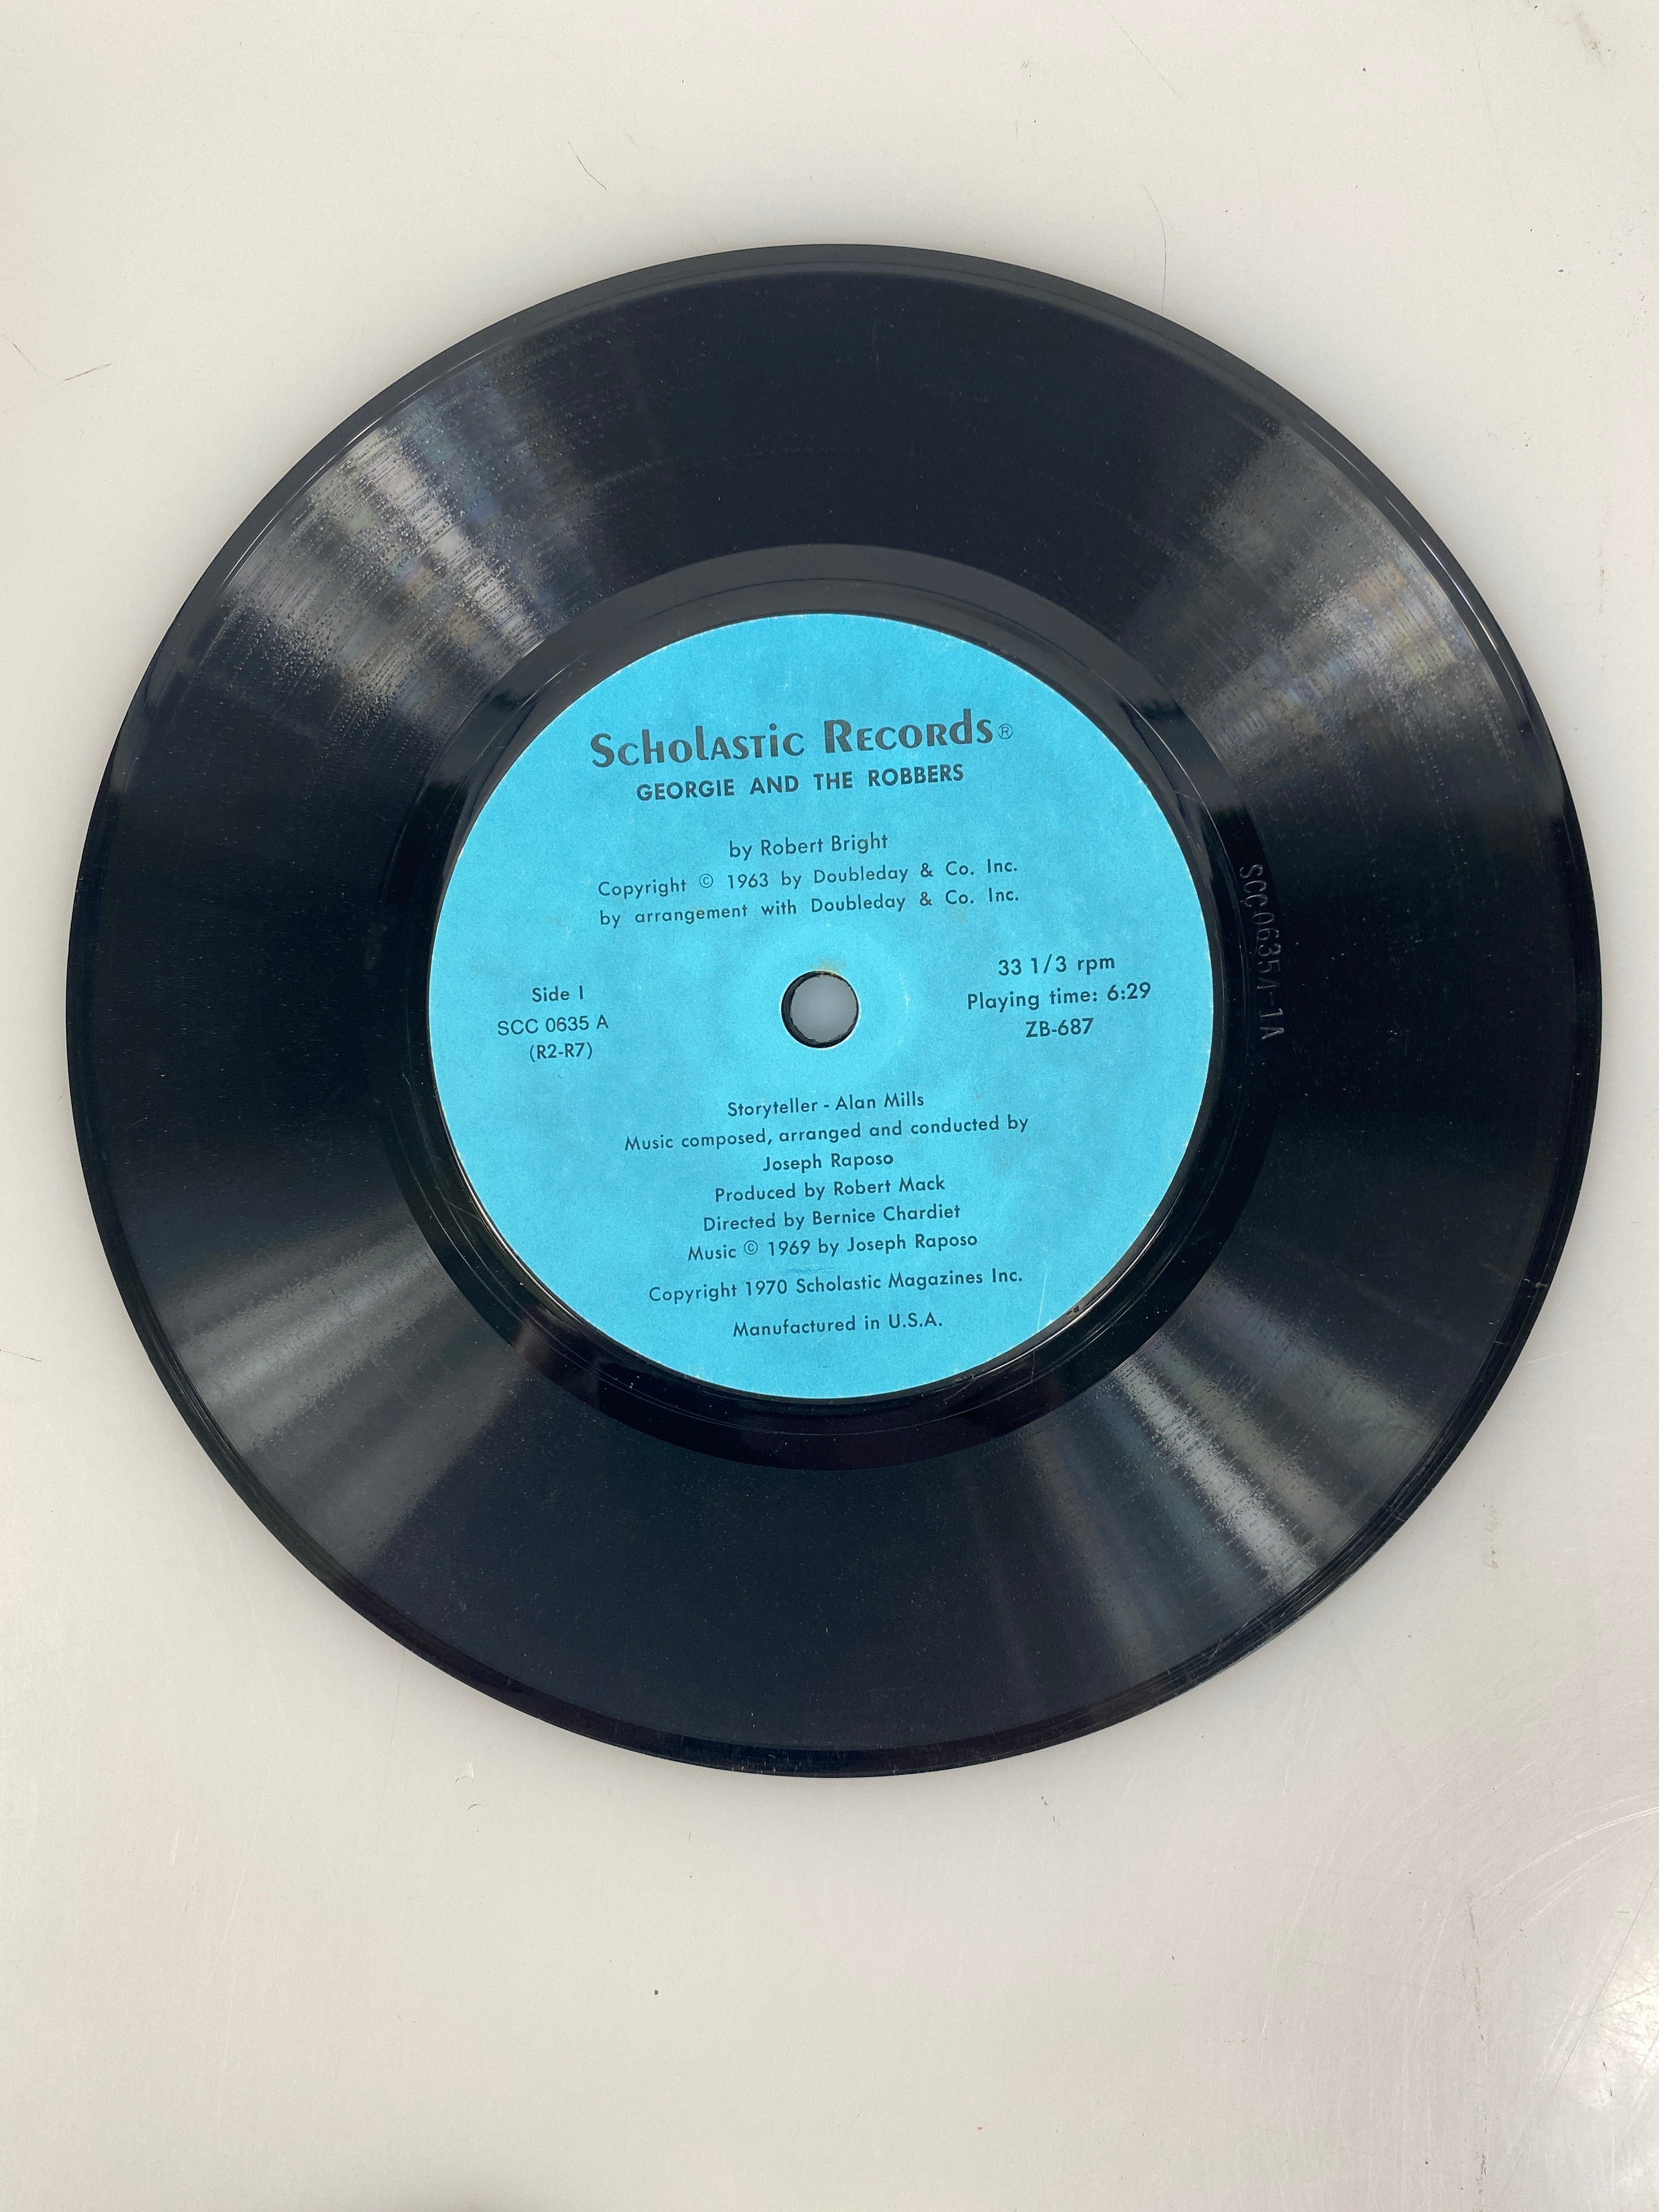 Scholastic Records®
GEORGIE AND THE ROBBERS
by Robert Bright
Copyright © 1963 by Doubleday & Co. Inc.
by arrangement with Doubleday & Co. Inc.
Side I
SCC 0635 A
(R2-R7)
33 1/3 rpm
Playing time: 6:29
ZB-687
Storyteller - Alan Mills
Music composed, arranged and conducted by
Joseph Raposo
Produced by Robert Mack
Directed by Bernice Chardiet
Music © 1969 by Joseph Raposo
Copyright 1970 Scholastic Magazines Inc.
Manufactured in U.S.A.
SCC0635A-1A